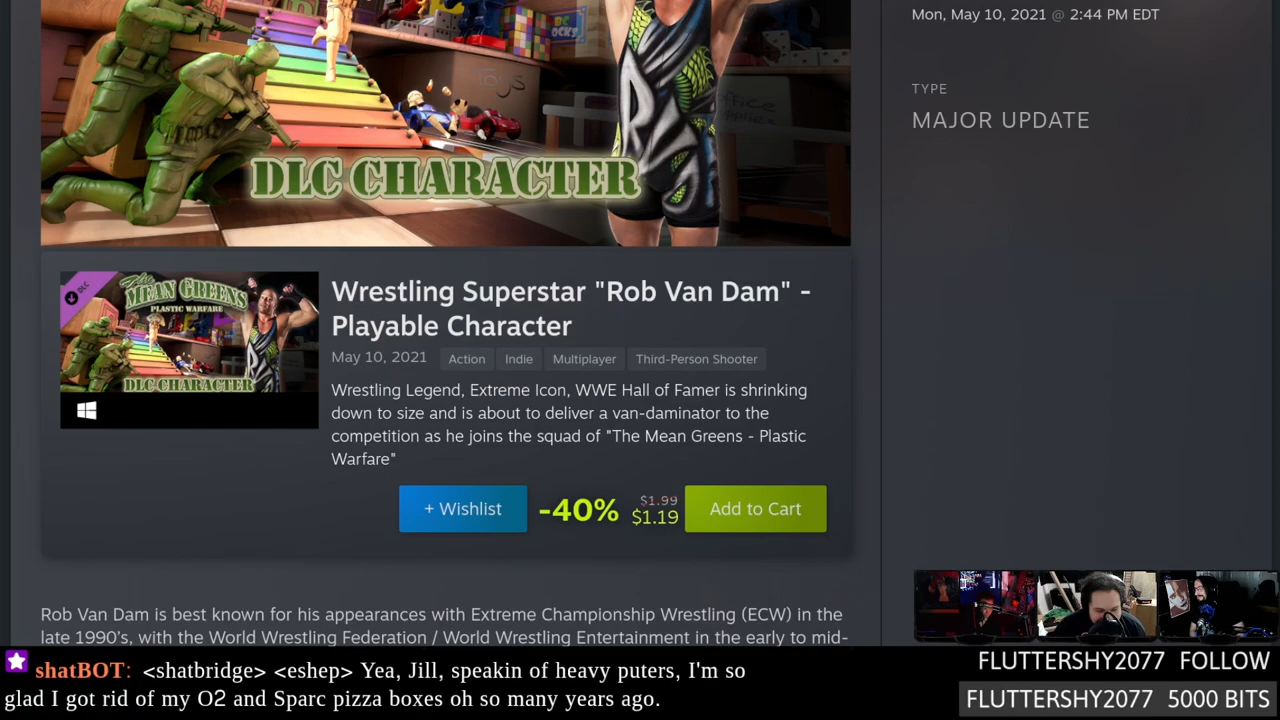 Mon, May 10, 2021 @ 2:44 PM EDT
TYPE
MAJOR UPDATE
toys
DLC CHARACTER
Wrestling Superstar "Rob Van Dam" -
Playable Character
May 10, 2021 Action Indie Multiplayer Third-Person Shooter
Wrestling Legend, Extreme Icon, WWE Hall of Famer is shrinking
down to size and is about to deliver a van-daminator to the
competition as he joins the squad of "The Mean Greens - Plastic
Warfare"
DLC
The
MEAN GREENS
PLASTIC WARFARE
DLC CHARACTER
+ Wishlist -40% $1.99 $1.19 Add to Cart
Rob Van Dam is best known for his appearances with Extreme Championship Wrestling (ECW) in the
late 1990's, with the World Wrestling Federation / World Wrestling Entertainment in the early to mid-
shatBOT: <shatbridge> <eshep> Yea, Jill, speakin of heavy puters, I'm so
glad I got rid of my O2 and Sparc pizza boxes oh so many years ago.
FLUTTERSHY2077 FOLLOW
FLUTTERSHY2077 5000 BITS